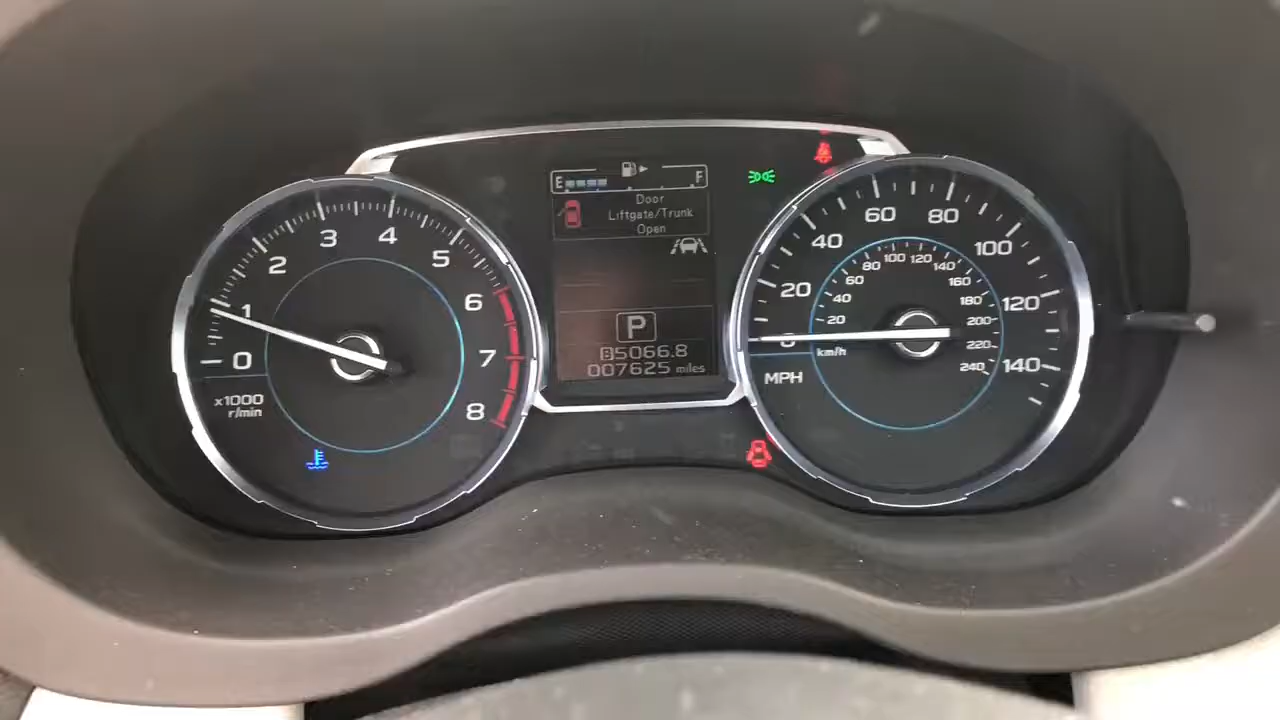 E F
Door
Liftgate/Trunk
Open
P
B5066.8
007625 miles
0 1 2 3 4 5 6 7 8
x1000
r/min
0 20 40 60 80 100 120 140
MPH
20 40 60 80 100 120 140 160 180 200 220 240
km/h